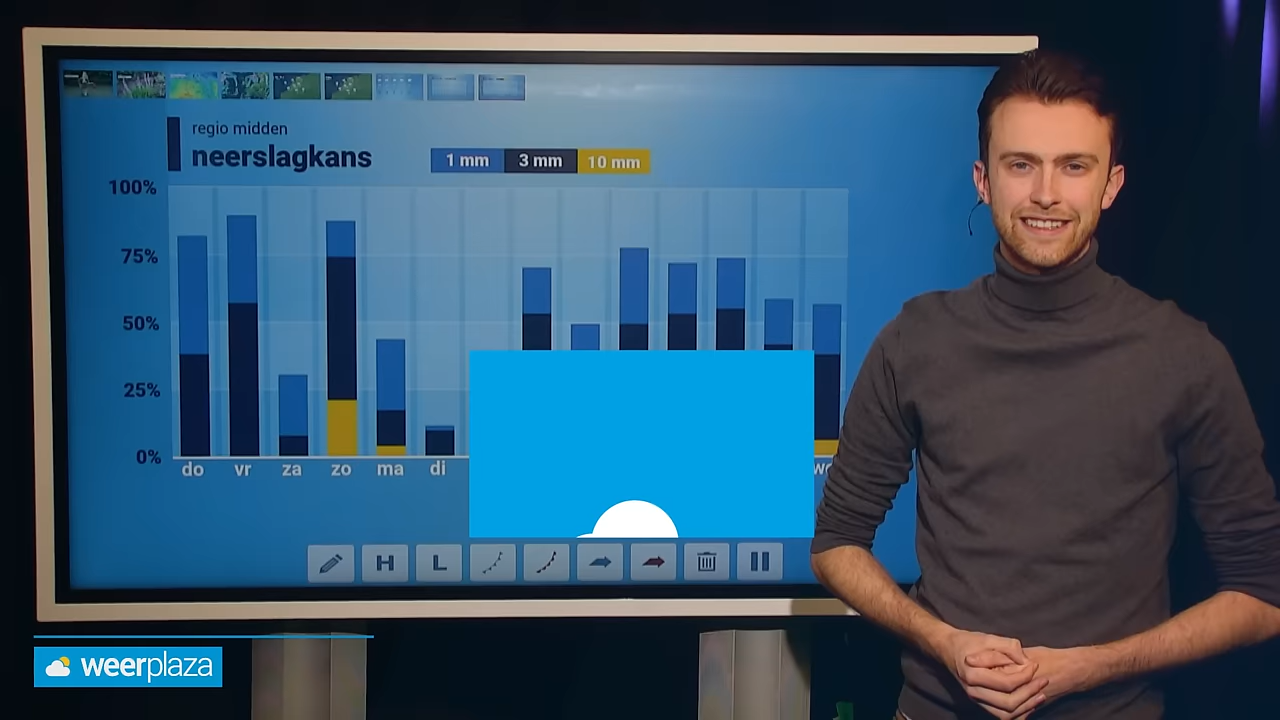 regio midden
neerslagkans
1 mm 3 mm 10 mm
100%
75%
50%
25%
0%
do vr za zo ma di
H L
weerplaza